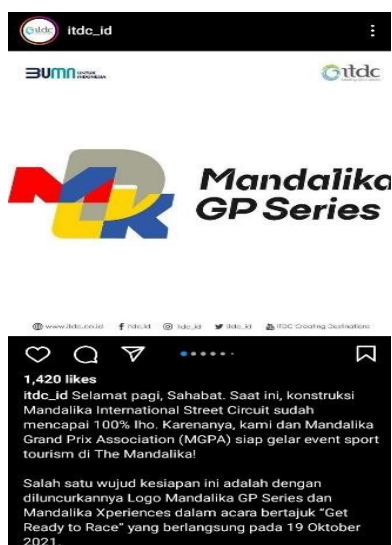 itdc itdc_id
BUMN UNTUK INDONESIA
itdc
MDLK
Mandalika
GP Series
www.itdc.co.id itdc.id itdc_id itdc_id ITDC Creating Destinations
1,420 likes
itdc_id Selamat pagi, Sahabat. Saat ini, konstruksi
Mandalika International Street Circuit sudah
mencapai 100% lho. Karenanya, kami dan Mandalika
Grand Prix Association (MGPA) siap gelar event sport
tourism di The Mandalika!
Salah satu wujud kesiapan ini adalah dengan
diluncurkannya Logo Mandalika GP Series dan
Mandalika Xperiences dalam acara bertajuk “Get
Ready to Race” yang berlangsung pada 19 Oktober
2021.